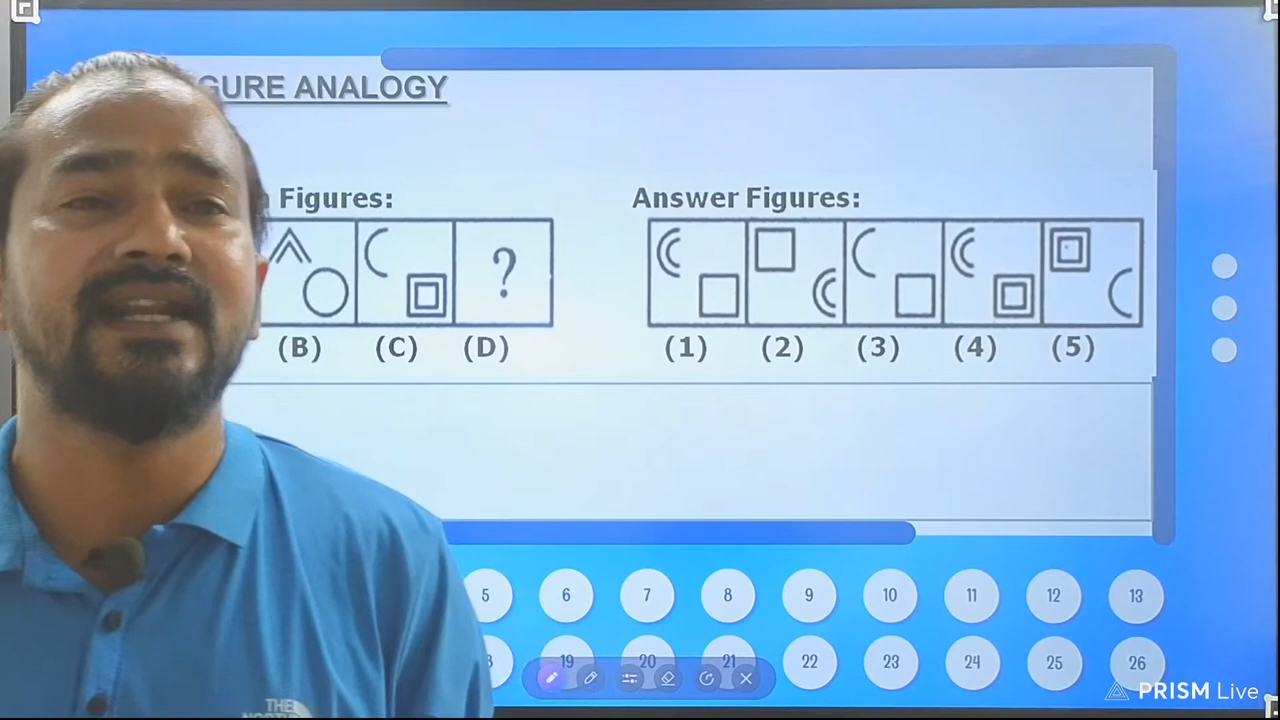 GURE ANALOGY
n Figures:
Answer Figures:
?
(B) (C) (D)
(1) (2) (3) (4) (5)
5 6 7 8 9 10 11 12 13
19 20 21 22 23 24 25 26
PRISM Live
THE